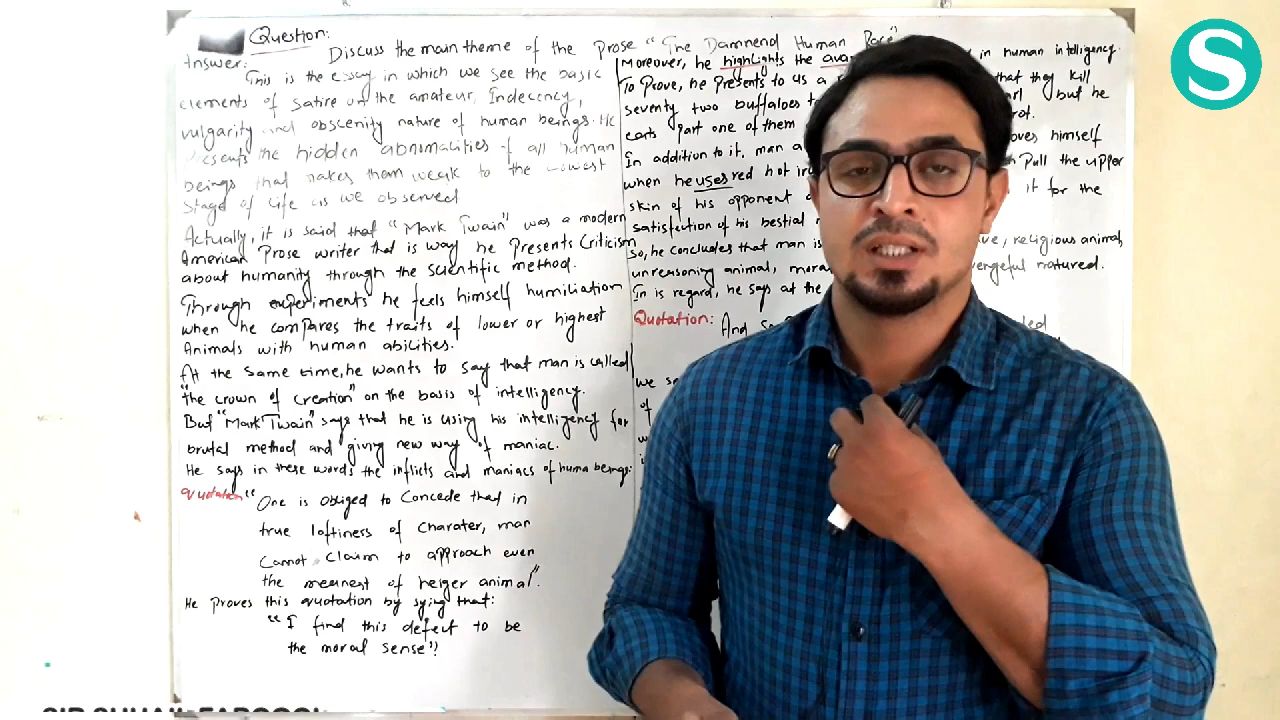 Question:
Discuss the main theme of the prose "The Damnend Human Race"
Answer:
This is the essay in which we see the basic
elements of satire on the amateur, Indecency,
vulgarity and obscenity nature of human beings. He
presents the hidden abnomalities of all human
beings that makes them weak to the lowest
stage of life as we observed
Actually, it is said that "Mark Twain" was a modern
American Prose writer that is way he presents Criticism
about humanity through the scientific method.
Through experiments he feels himself humiliation
when he compares the traits of lower or highest
Animals with human abilities.
At the same time, he wants to say that man is called
"the crown of creation" on the basis of intelligency.
But "Mark Twain" says that he is using his intelligency for
brutal method and giving new way of maniac.
He says in these words the inflicts and maniacs of huma beings:
Quotation "One is obliged to Concede that in
true loftiness of Charater, man
Cannot Claim to approach even
the meanest of heiger animal".
He proves this quotation by sying that:
"I find this defect to be
the moral sense"?
Moreover, he highlights the in human intelligency.
To Prove, he presents to us a that they kill
seventy two buffaloes but he
eats part one of them rot.
In addition to it, man himself
when he uses red hot Pull the upper
skin of his opponent it for the
satisfaction of his bestial
So, he concludes that man is religious animal,
unreasoning animal, vengeful natured.
In is regard, he says at the
Quotation: And
we
of
S